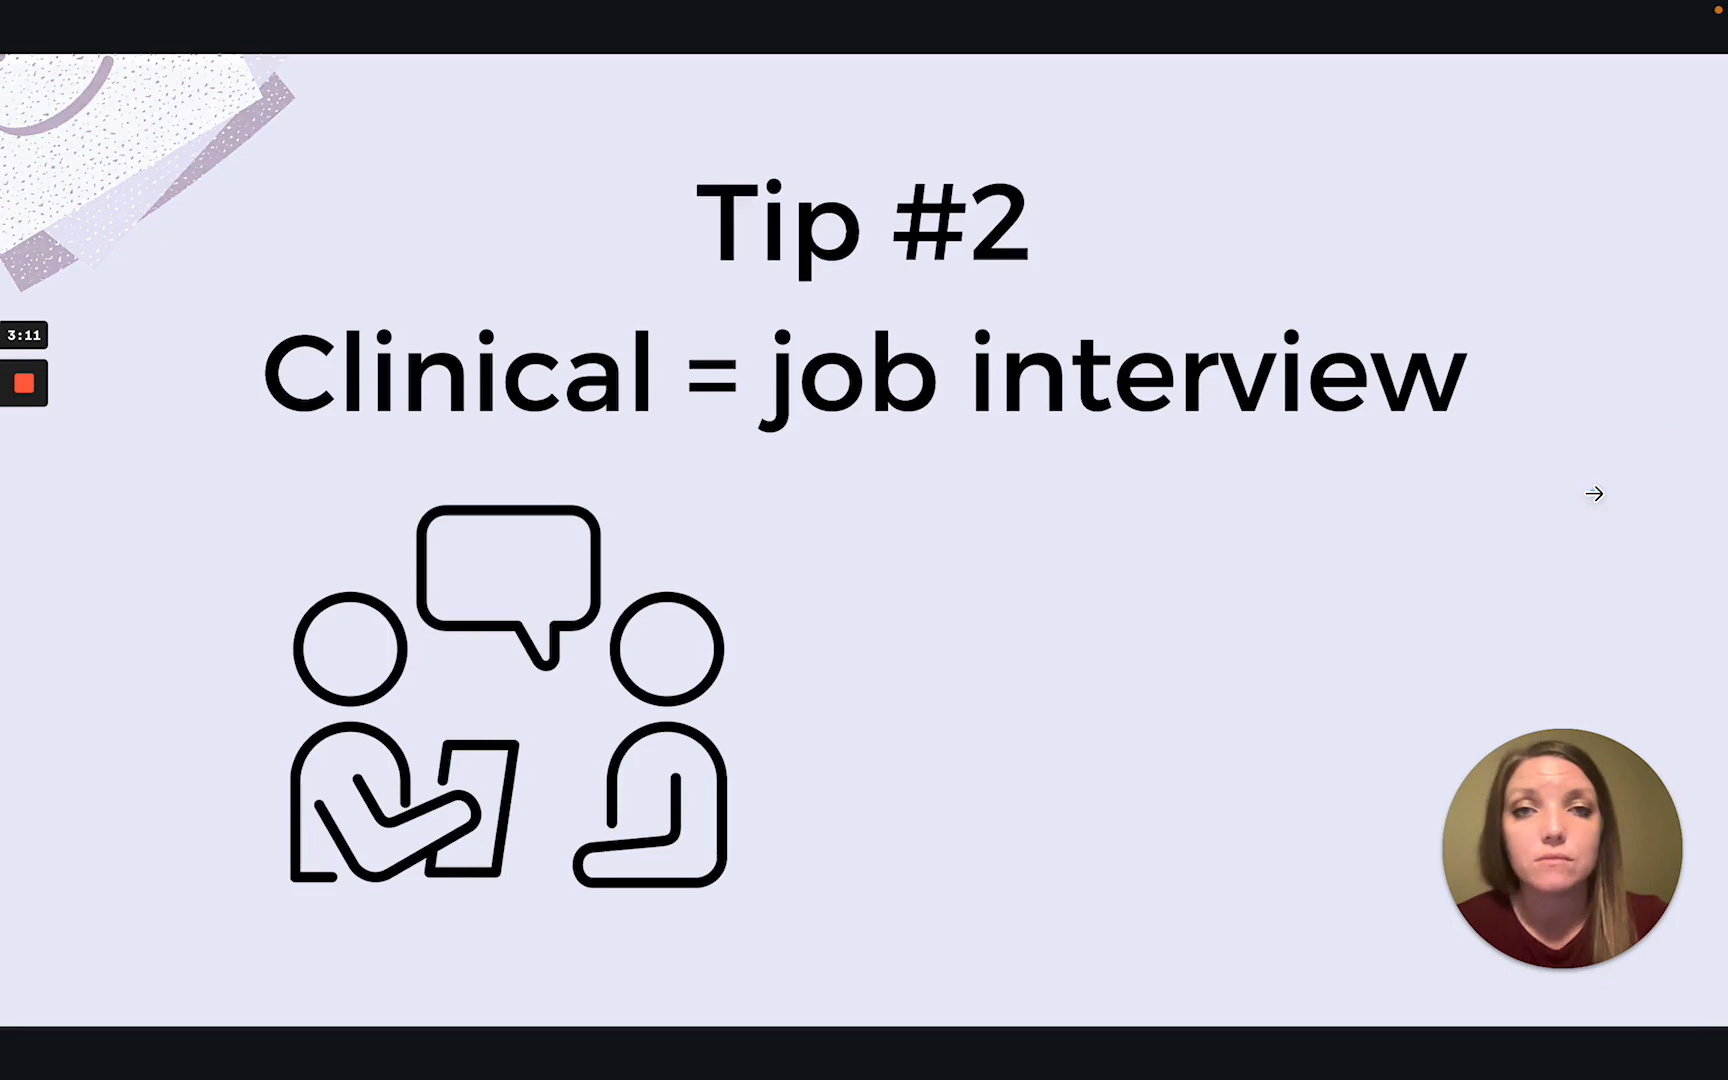 Tip #2
Clinical = job interview
3:11